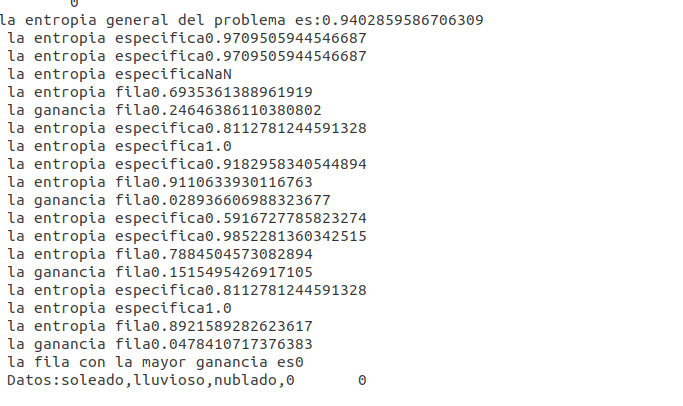 0
la entropia general del problema es:0.9402859586706309
la entropia especifica0.9709505944546687
la entropia especifica0.9709505944546687
la entropia especificaNaN
la entropia fila0.6935361388961919
la ganancia fila0.24646386110380802
la entropia especifica0.8112781244591328
la entropia especifica1.0
la entropia especifica0.9182958340544894
la entropia fila0.9110633930116763
la ganancia fila0.028936606988323677
la entropia especifica0.5916727785823274
la entropia especifica0.9852281360342515
la entropia fila0.7884504573082894
la ganancia fila0.1515495426917105
la entropia especifica0.8112781244591328
la entropia especifica1.0
la entropia fila0.8921589282623617
la ganancia fila0.0478410717376383
la fila con la mayor ganancia es0
Datos:soleado,lluvioso,nublado,0 0